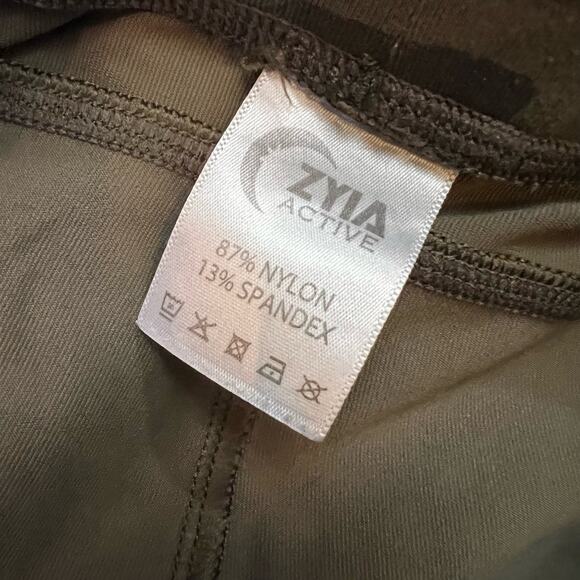 ZYIA
ACTIVE
87% NYLON
13% SPANDEX